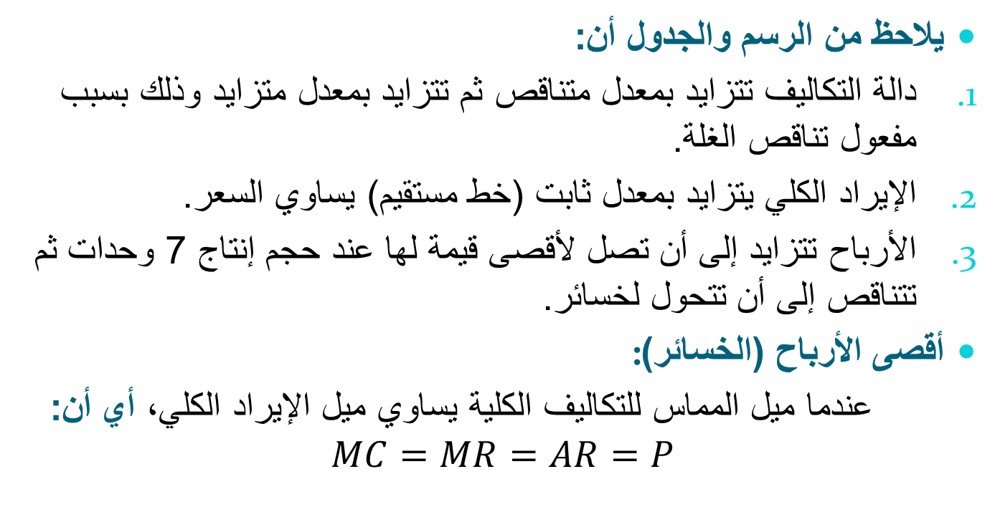 • يلاحظ من الرسم والجدول أن:
1. دالة التكاليف تتزايد بمعدل متناقص ثم تتزايد بمعدل متزايد وذلك بسبب
مفعول تناقص الغلة.
2. الإيراد الكلي يتزايد بمعدل ثابت (خط مستقيم) يساوي السعر.
3. الأرباح تتزايد إلى أن تصل لأقصى قيمة لها عند حجم إنتاج 7 وحدات ثم
تتناقص إلى أن تتحول لخسائر.
• أقصى الأرباح (الخسائر):
عندما ميل المماس للتكاليف الكلية يساوي ميل الإيراد الكلي، أي أن:
MC = MR = AR = P